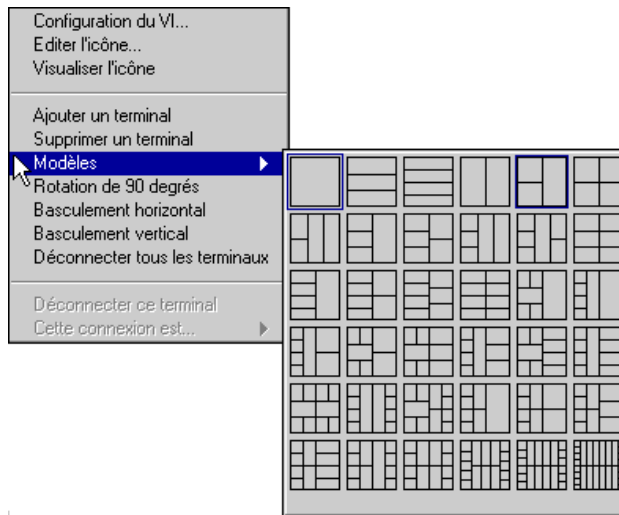 Configuration du VI...
Editer l'icône...
Visualiser l'icône
Ajouter un terminal
Supprimer un terminal
Modèles
Rotation de 90 degrés
Basculement horizontal
Basculement vertical
Déconnecter tous les terminaux
Déconnecter ce terminal
Cette connexion est...